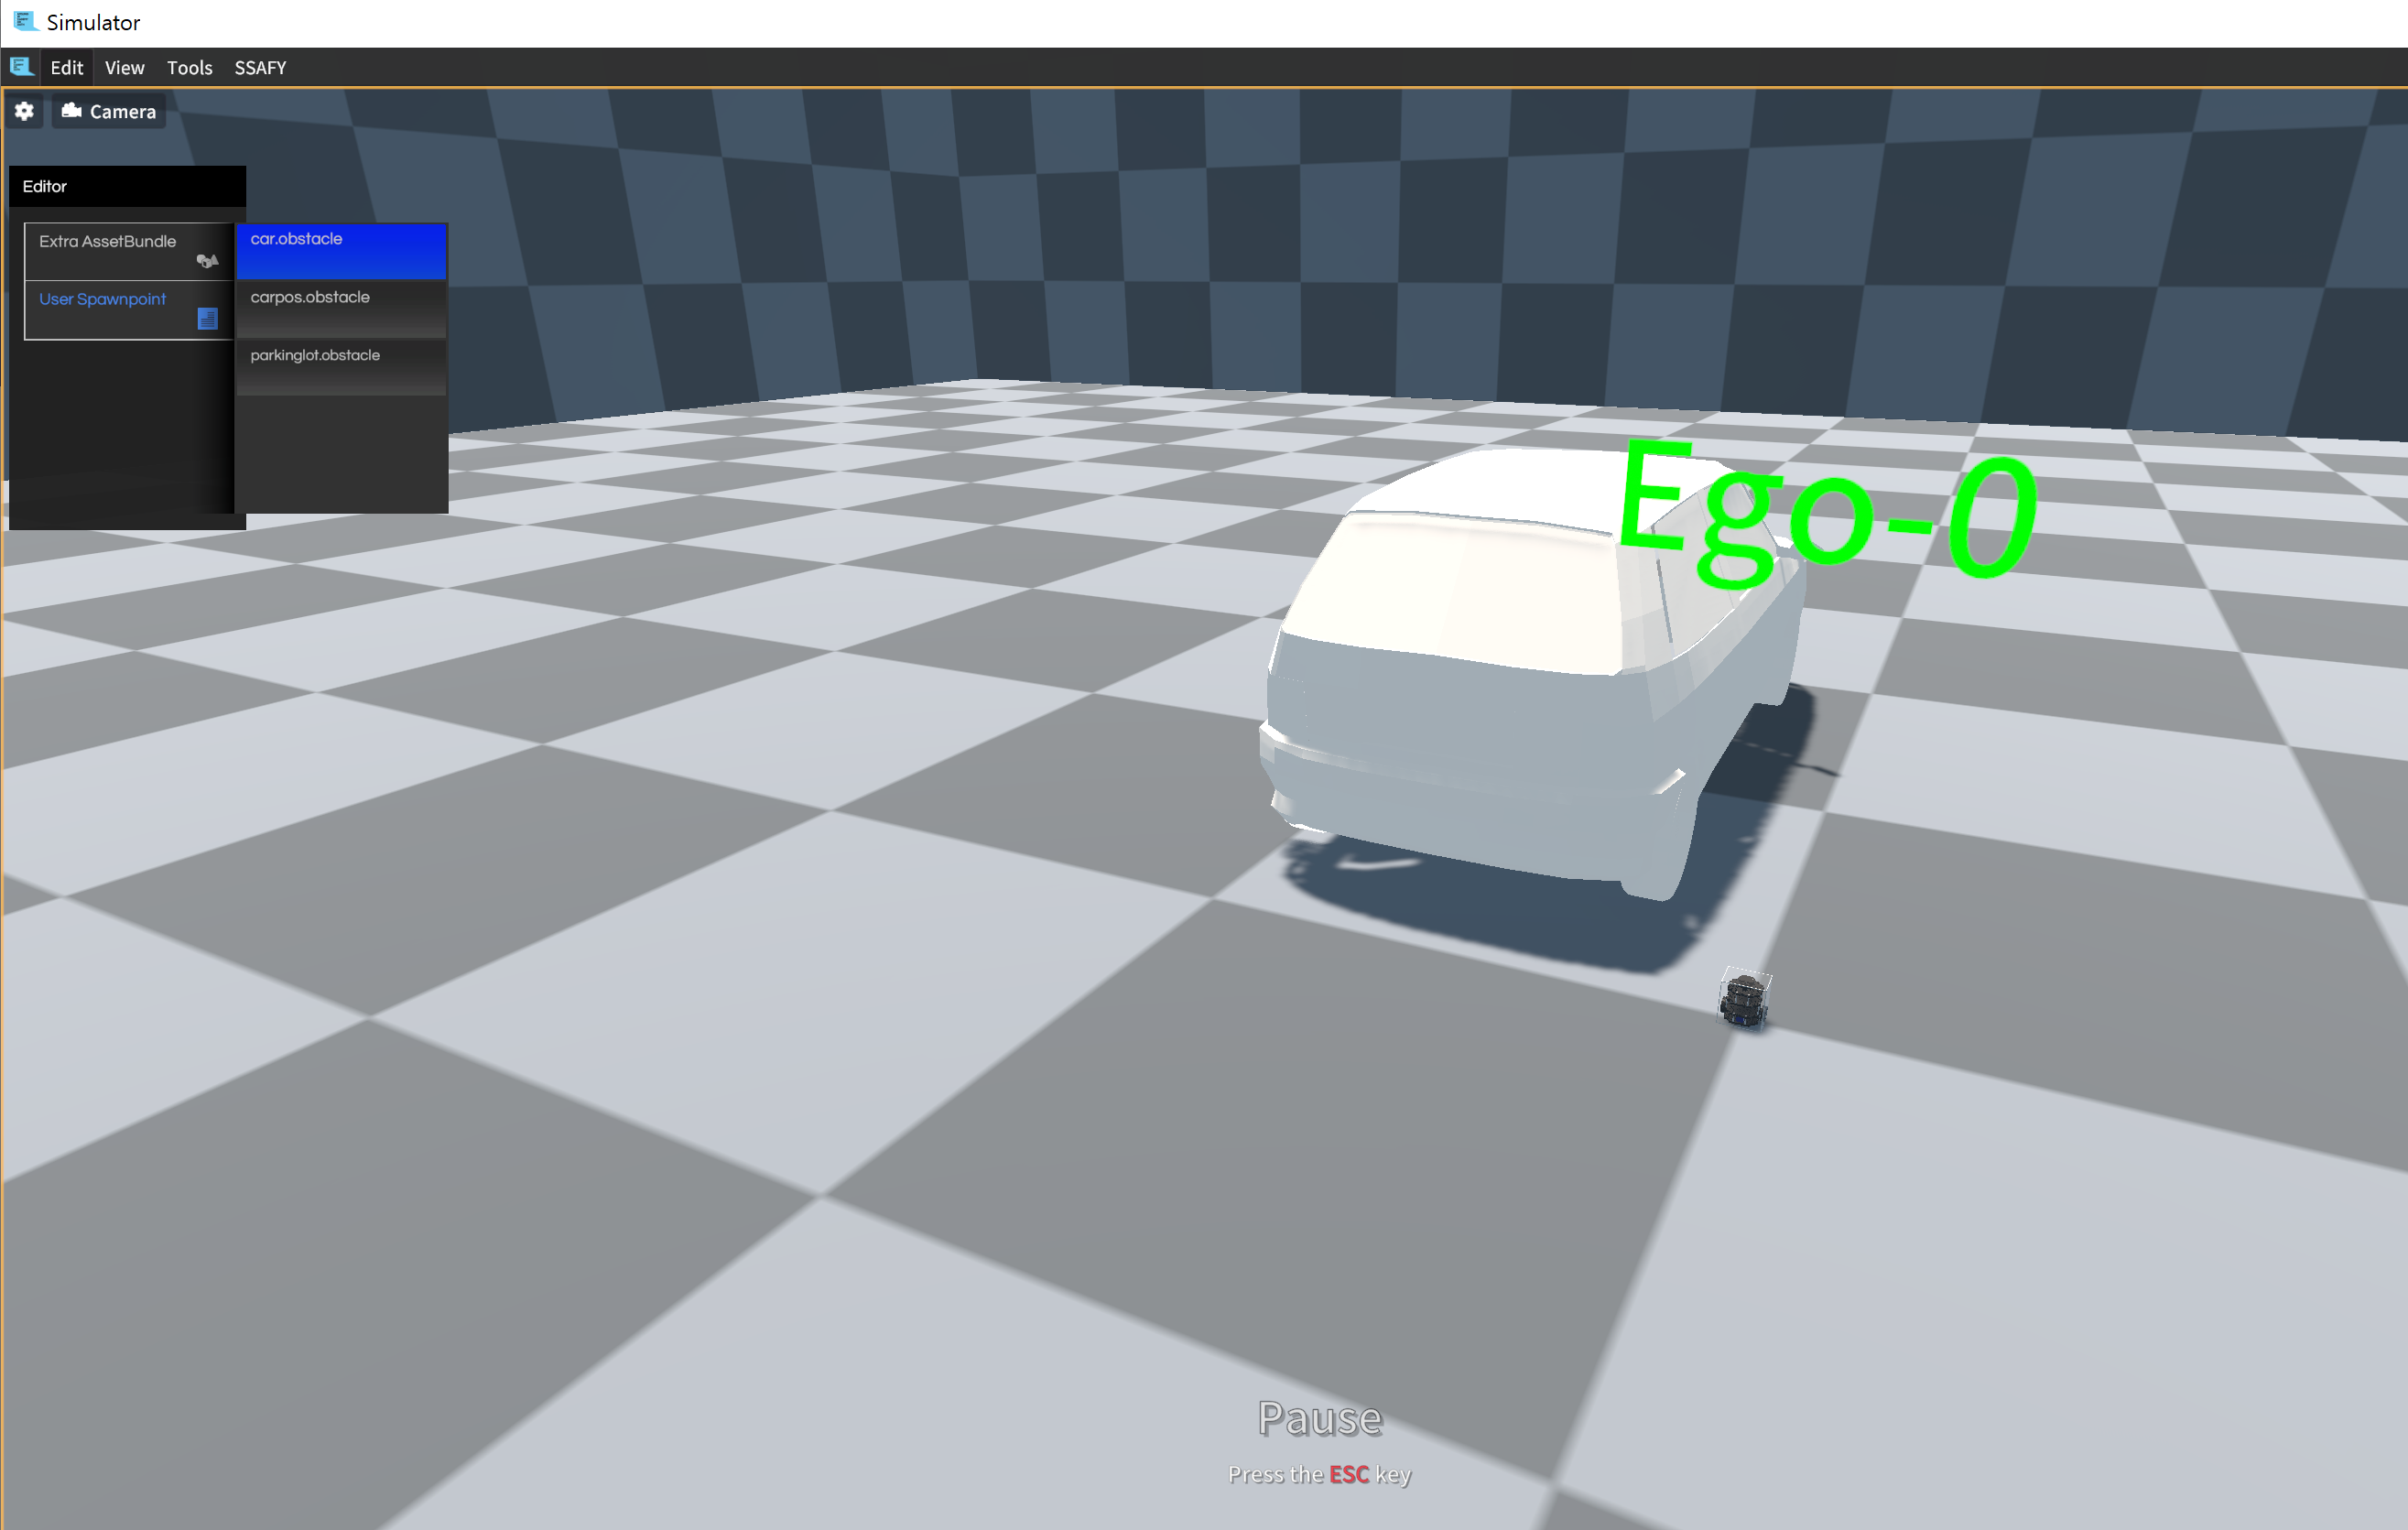 Simulator
Edit View Tools SSAFY
Camera
Editor
Extra AssetBundle
User Spawnpoint
car.obstacle
carpos.obstacle
parkinglot.obstacle
Ego-0
Pause
Press the ESC key